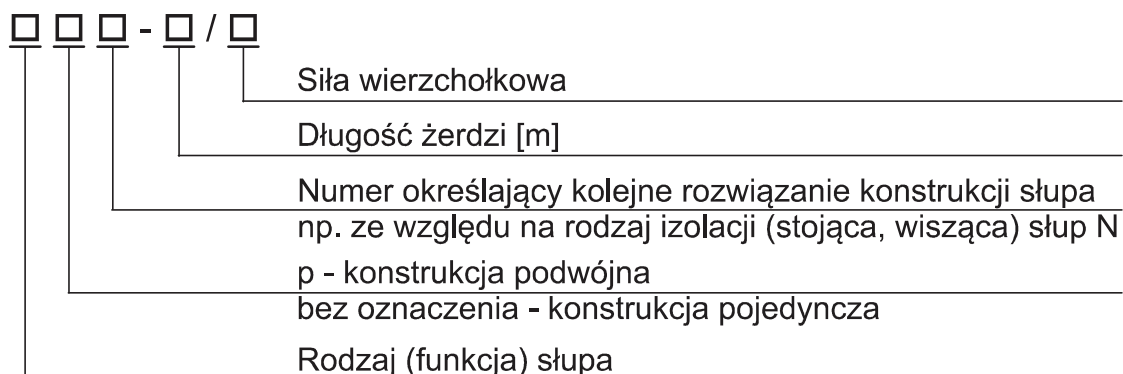 □ □ □ - □ / □
Siła wierzchołkowa
Długość żerdzi [m]
Numer określający kolejne rozwiązanie konstrukcji słupa
np. ze względu na rodzaj izolacji (stojąca, wisząca) słup N
p - konstrukcja podwójna
bez oznaczenia - konstrukcja pojedyncza
Rodzaj (funkcja) słupa